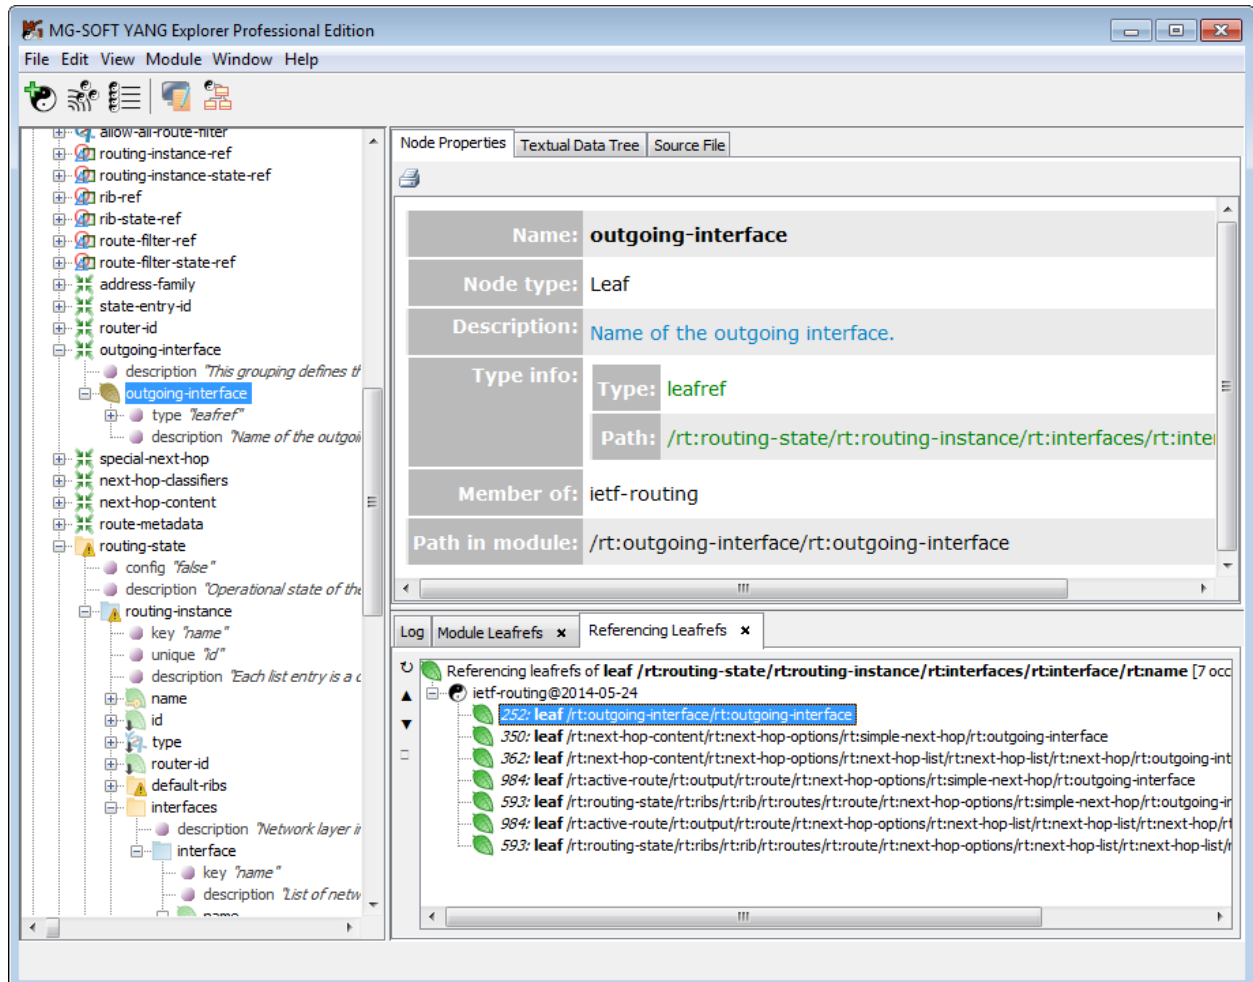 MG-SOFT YANG Explorer Professional Edition
File Edit View Module Window Help
allow-all-route-filter
routing-instance-ref
routing-instance-state-ref
rib-ref
rib-state-ref
route-filter-ref
route-filter-state-ref
address-family
state-entry-id
router-id
outgoing-interface
description "This grouping defines th
outgoing-interface
type "leafref"
description "Name of the outgoi
special-next-hop
next-hop-classifiers
next-hop-content
route-metadata
routing-state
config "false"
description "Operational state of the
routing-instance
key "name"
unique "id"
description "Each list entry is a c
name
id
type
router-id
default-ribs
interfaces
description "Network layer in
interface
key "name"
description "List of netw
name
Node Properties Textual Data Tree Source File
Name: outgoing-interface
Node type: Leaf
Description: Name of the outgoing interface.
Type info:
Type: leafref
Path: /rt:routing-state/rt:routing-instance/rt:interfaces/rt:inter
Member of: ietf-routing
Path in module: /rt:outgoing-interface/rt:outgoing-interface
Log Module Leafrefs Referencing Leafrefs
Referencing leafrefs of leaf /rt:routing-state/rt:routing-instance/rt:interfaces/rt:interface/rt:name [7 occ
ietf-routing@2014-05-24
252: leaf /rt:outgoing-interface/rt:outgoing-interface
350: leaf /rt:next-hop-content/rt:next-hop-options/rt:simple-next-hop/rt:outgoing-interface
362: leaf /rt:next-hop-content/rt:next-hop-options/rt:next-hop-list/rt:next-hop-list/rt:next-hop/rt:outgoing-int
984: leaf /rt:active-route/rt:output/rt:route/rt:next-hop-options/rt:simple-next-hop/rt:outgoing-interface
593: leaf /rt:routing-state/rt:ribs/rt:rib/rt:routes/rt:route/rt:next-hop-options/rt:simple-next-hop/rt:outgoing-in
984: leaf /rt:active-route/rt:output/rt:route/rt:next-hop-options/rt:next-hop-list/rt:next-hop-list/rt:next-hop/rt
593: leaf /rt:routing-state/rt:ribs/rt:rib/rt:routes/rt:route/rt:next-hop-options/rt:next-hop-list/rt:next-hop-list/r